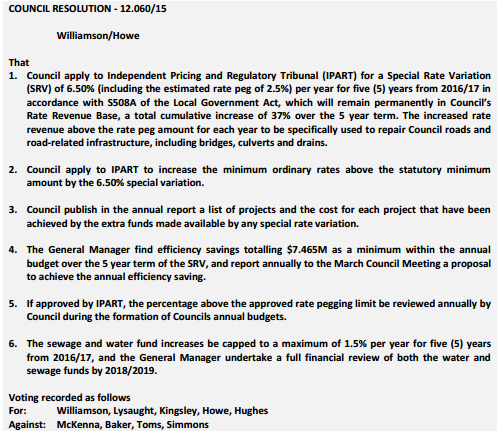 COUNCIL RESOLUTION - 12.060/15
Williamson/Howe
That
1. Council apply to Independent Pricing and Regulatory Tribunal (IPART) for a Special Rate Variation
(SRV) of 6.50% (including the estimated rate peg of 2.5%) per year for five (5) years from 2016/17 in
accordance with S508A of the Local Government Act, which will remain permanently in Council's
Rate Revenue Base, a total cumulative increase of 37% over the 5 year term. The increased rate
revenue above the rate peg amount for each year to be specifically used to repair Council roads and
road-related infrastructure, including bridges, culverts and drains.
2. Council apply to IPART to increase the minimum ordinary rates above the statutory minimum
amount by the 6.50% special variation.
3. Council publish in the annual report a list of projects and the cost for each project that have been
achieved by the extra funds made available by any special rate variation.
4. The General Manager find efficiency savings totalling $7.465M as a minimum within the annual
budget over the 5 year term of the SRV, and report annually to the March Council Meeting a proposal
to achieve the annual efficiency saving.
5. If approved by IPART, the percentage above the approved rate pegging limit be reviewed annually by
Council during the formation of Councils annual budgets.
6. The sewage and water fund increases be capped to a maximum of 1.5% per year for five (5) years
from 2016/17, and the General Manager undertake a full financial review of both the water and
sewage funds by 2018/2019.
Voting recorded as follows
For: Williamson, Lysaught, Kingsley, Howe, Hughes
Against: McKenna, Baker, Toms, Simmons